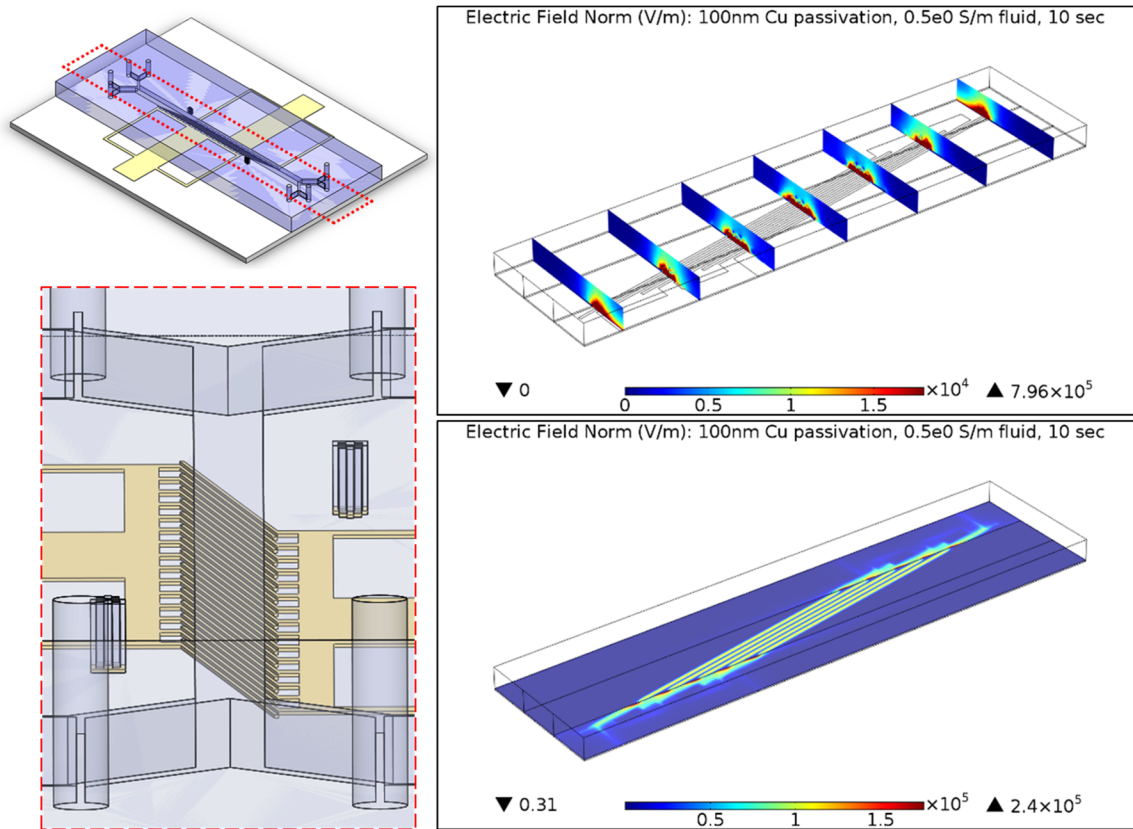 Electric Field Norm (V/m): 100nm Cu passivation, 0.5e0 S/m fluid, 10 sec
▼ 0
×10⁴
▲ 7.96×10⁵
0 0.5 1 1.5
Electric Field Norm (V/m): 100nm Cu passivation, 0.5e0 S/m fluid, 10 sec
▼ 0.31
×10⁵
▲ 2.4×10⁵
0.5 1 1.5